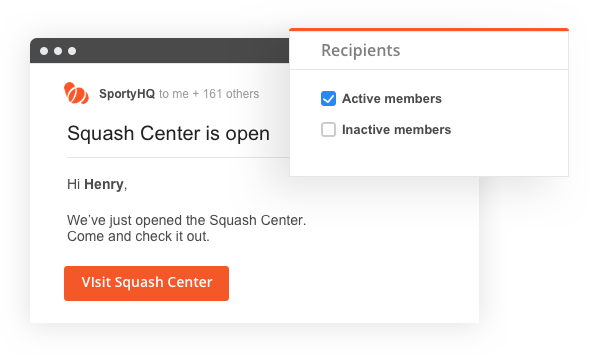 Recipients
Active members
Inactive members
SportyHQ to me + 161 others
Squash Center is open
Hi Henry,
We've just opened the Squash Center.
Come and check it out.
VIsit Squash Center